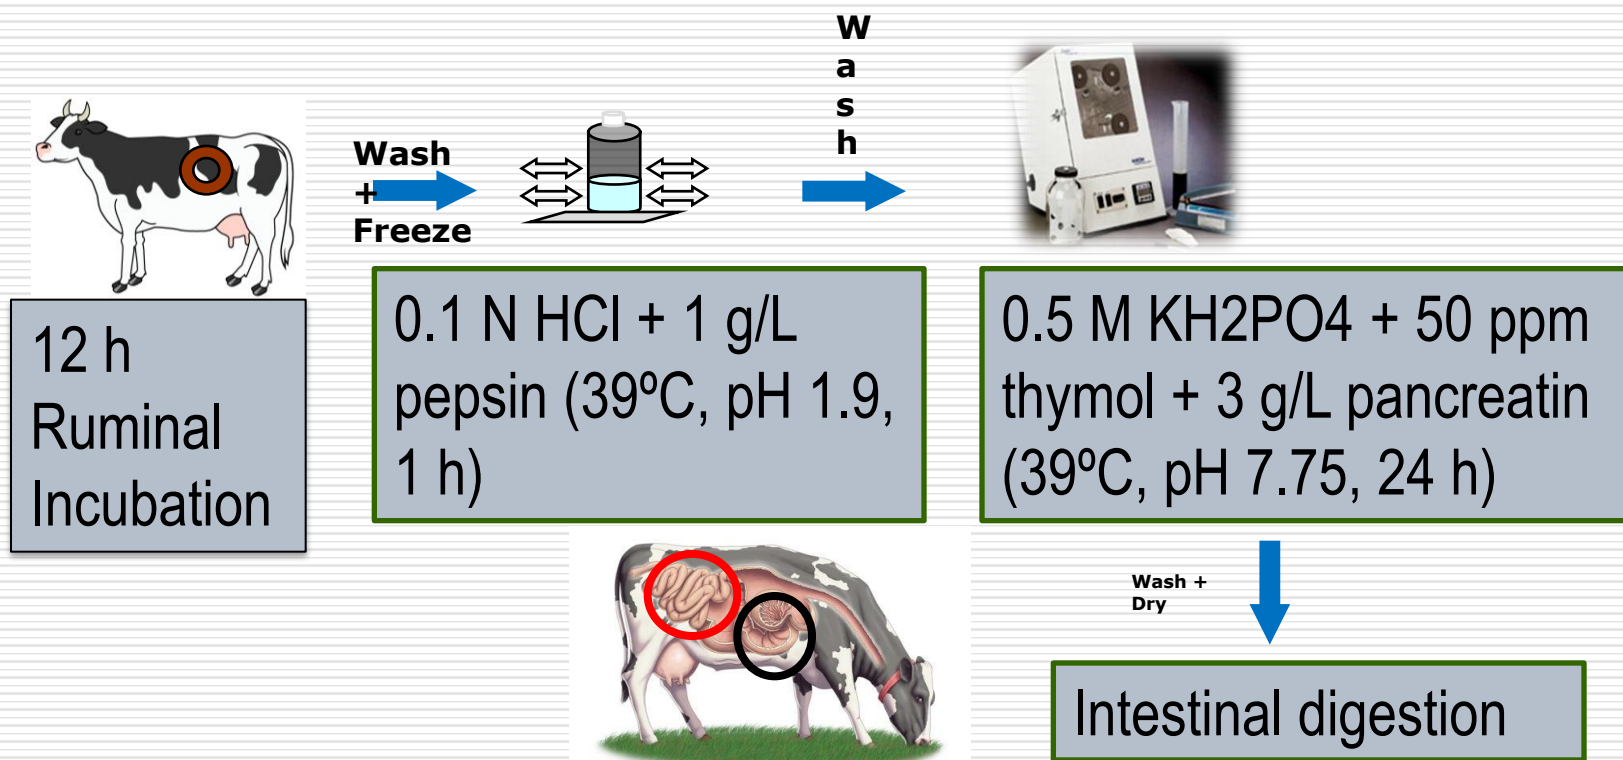 12 h
Ruminal
Incubation
Wash
+
Freeze
0.1 N HCl + 1 g/L
pepsin (39ºC, pH 1.9,
1 h)
W
a
s
h
0.5 M KH2PO4 + 50 ppm
thymol + 3 g/L pancreatin
(39ºC, pH 7.75, 24 h)
Wash +
Dry
Intestinal digestion